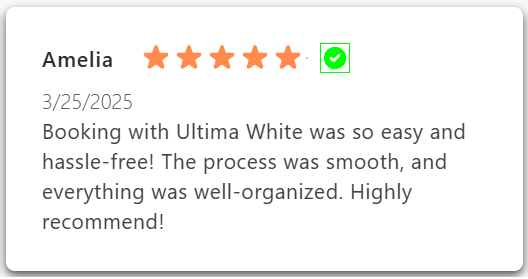 Amelia
3/25/2025
Booking with Ultima White was so easy and
hassle-free! The process was smooth, and
everything was well-organized. Highly
recommend!